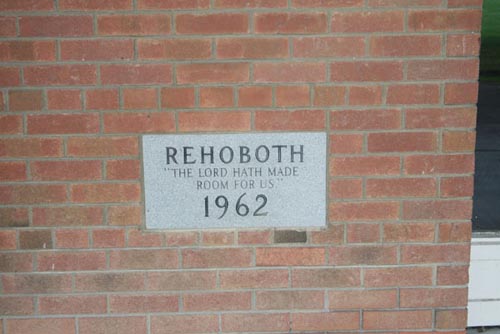 REHOBOTH
"THE LORD HATH MADE
ROOM FOR US"
1962